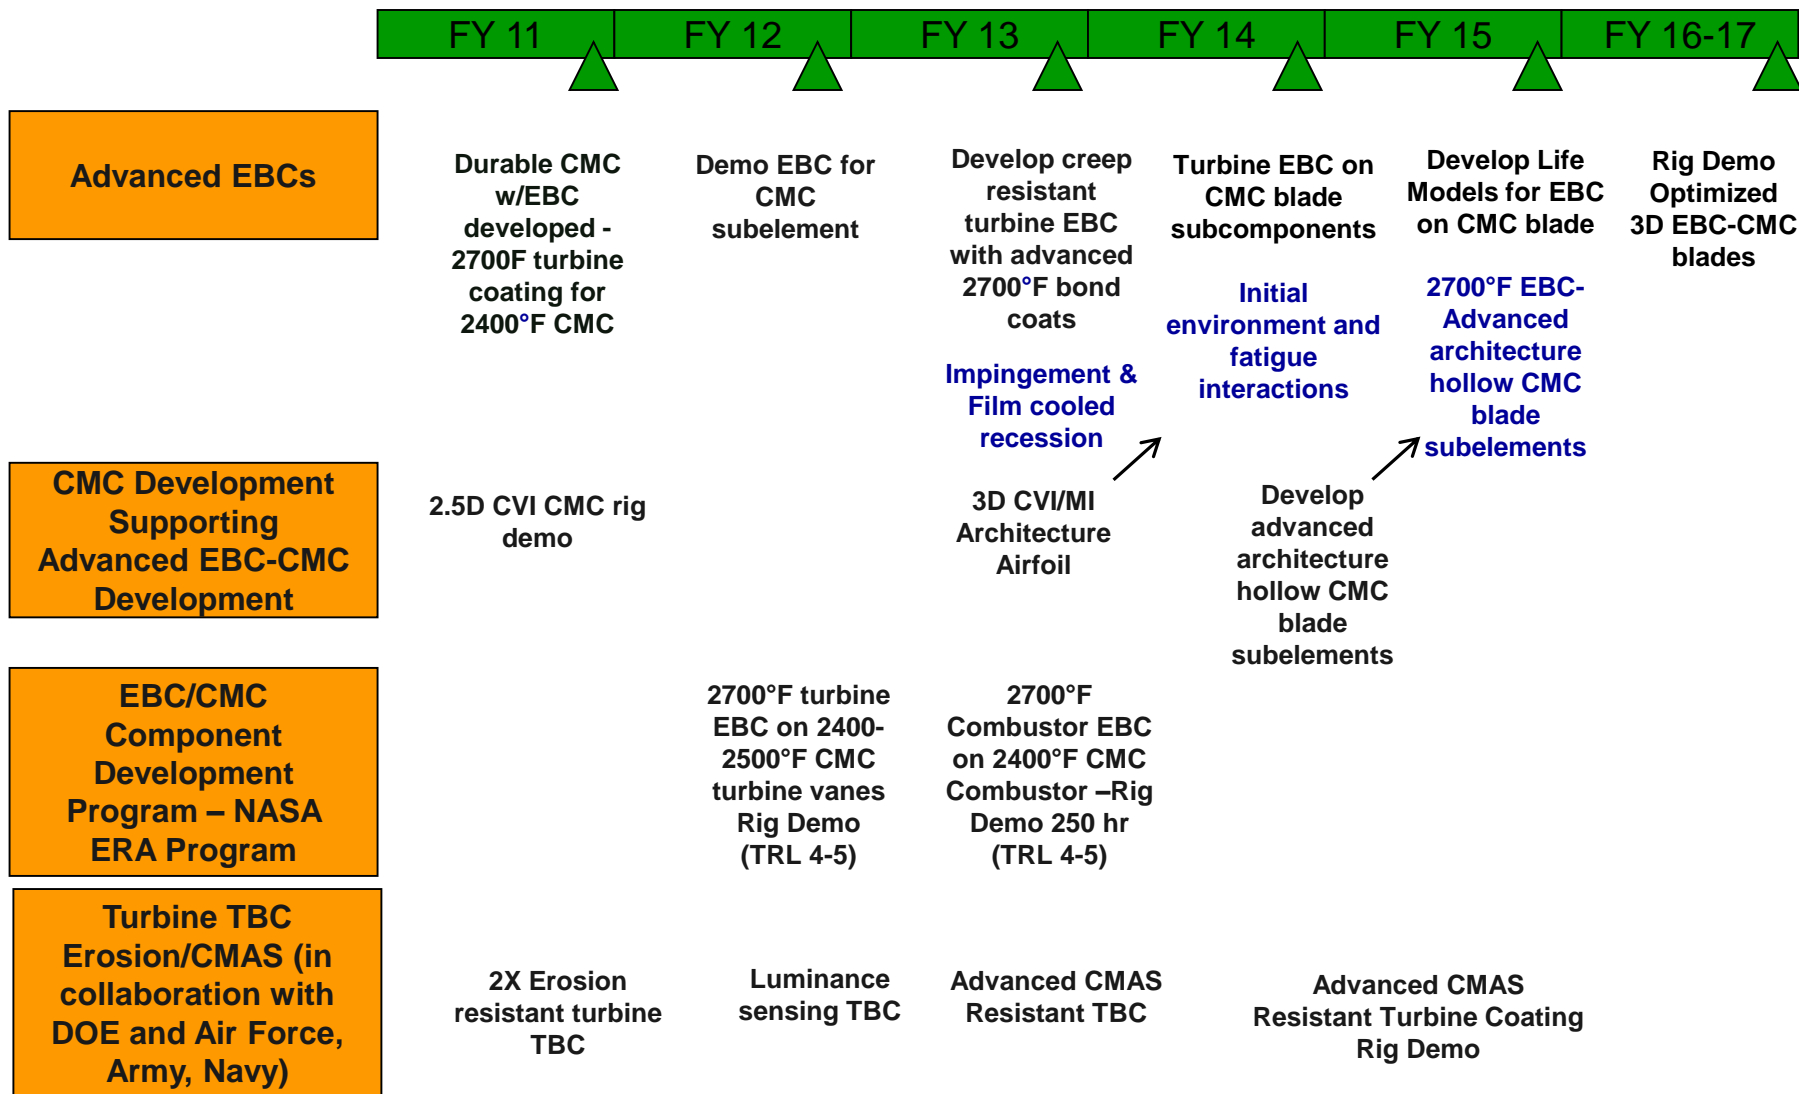 FY 11
FY 12
FY 13
FY 14
FY 15
FY 16-17
Advanced EBCs
Durable CMC
w/EBC
developed -
2700F turbine
coating for
2400°F CMC
Demo EBC for
CMC
subelement
Develop creep
resistant
turbine EBC
with advanced
2700°F bond
coats
Impingement &
Film cooled
recession
Turbine EBC on
CMC blade
subcomponents
Initial
environment and
fatigue
interactions
Develop Life
Models for EBC
on CMC blade
2700°F EBC-
Advanced
architecture
hollow CMC
blade
subelements
Rig Demo
Optimized
3D EBC-CMC
blades
CMC Development
Supporting
Advanced EBC-CMC
Development
2.5D CVI CMC rig
demo
3D CVI/MI
Architecture
Airfoil
Develop
advanced
architecture
hollow CMC
blade
subelements
EBC/CMC
Component
Development
Program – NASA
ERA Program
2700°F turbine
EBC on 2400-
2500°F CMC
turbine vanes
Rig Demo
(TRL 4-5)
2700°F
Combustor EBC
on 2400°F CMC
Combustor –Rig
Demo 250 hr
(TRL 4-5)
Turbine TBC
Erosion/CMAS (in
collaboration with
DOE and Air Force,
Army, Navy)
2X Erosion
resistant turbine
TBC
Luminance
sensing TBC
Advanced CMAS
Resistant TBC
Advanced CMAS
Resistant Turbine Coating
Rig Demo